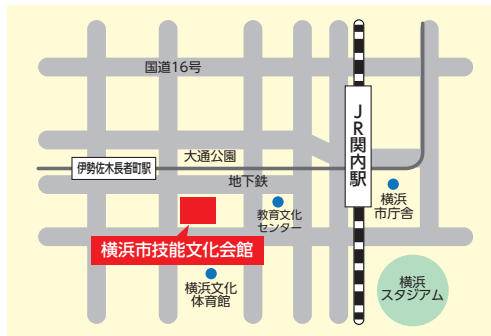 国道16号
JR関内駅
大通公園
伊勢佐木長者町駅
地下鉄
横浜
市庁舎
教育文化
センター
横浜市技能文化会館
横浜文化
体育館
横浜
スタジアム